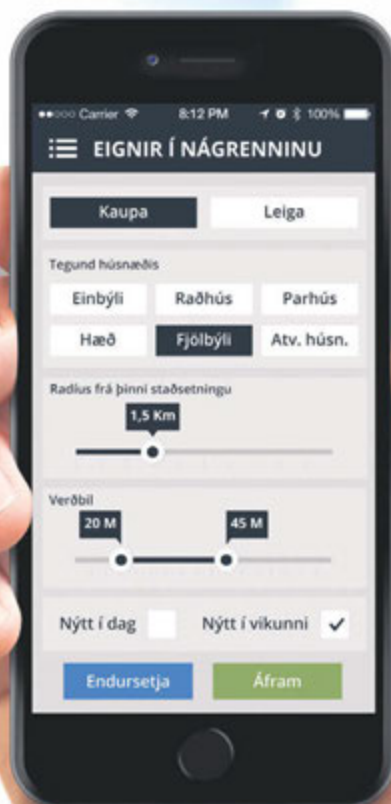 Carrier 8:12 PM 100%
EIGNIR Í NÁGRENNINU
Kaupa Leiga
Tegund húsnæðis
Einbýli Raðhús Parhús
Hæð Fjölbýli Atv. húsn.
Radíus frá þinni staðsetningu
1,5 Km
Verðbil
20 M 45 M
Nýtt í dag Nýtt í vikunni
Endursetja Áfram